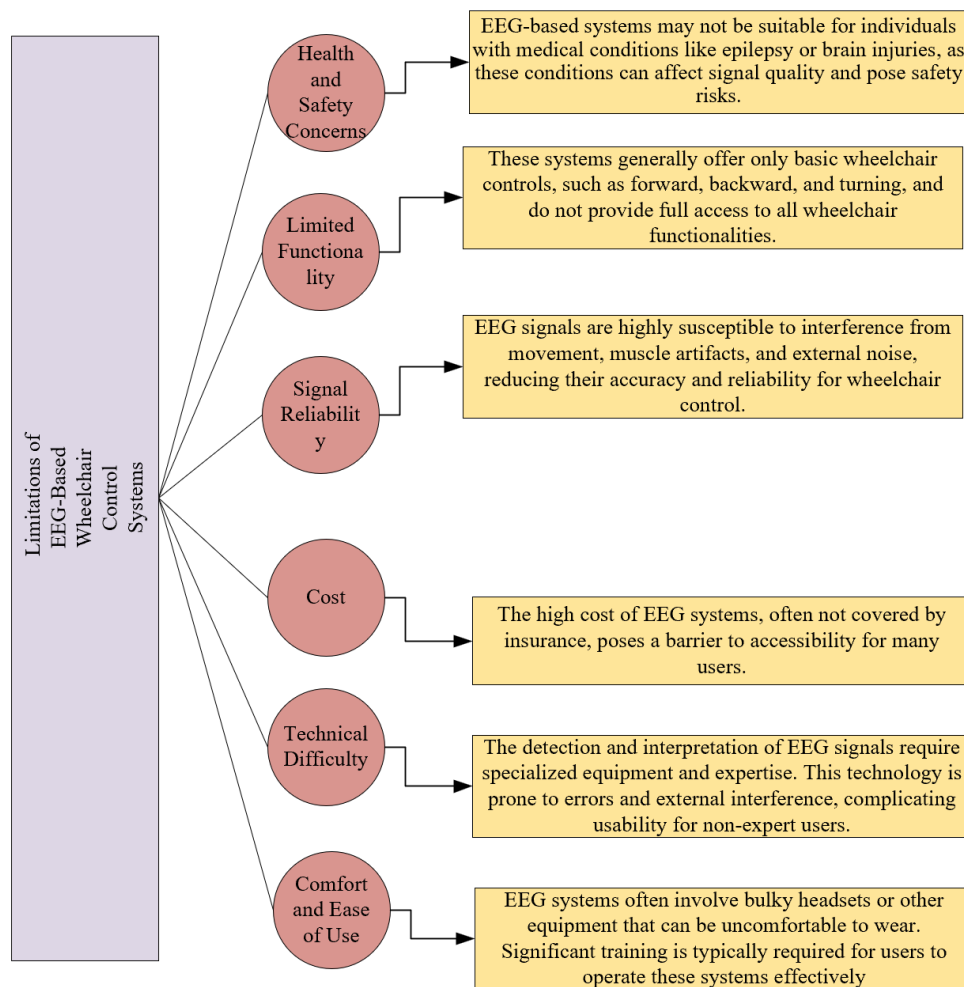 Limitations of
EEG-Based
Wheelchair
Control
Systems
Health
and
Safety
Concerns
EEG-based systems may not be suitable for individuals
with medical conditions like epilepsy or brain injuries, as
these conditions can affect signal quality and pose safety
risks.
Limited
Functiona
lity
These systems generally offer only basic wheelchair
controls, such as forward, backward, and turning, and
do not provide full access to all wheelchair
functionalities.
Signal
Reliabilit
y
EEG signals are highly susceptible to interference from
movement, muscle artifacts, and external noise,
reducing their accuracy and reliability for wheelchair
control.
Cost
The high cost of EEG systems, often not covered by
insurance, poses a barrier to accessibility for many
users.
Technical
Difficulty
The detection and interpretation of EEG signals require
specialized equipment and expertise. This technology is
prone to errors and external interference, complicating
usability for non-expert users.
Comfort
and Ease
of Use
EEG systems often involve bulky headsets or other
equipment that can be uncomfortable to wear.
Significant training is typically required for users to
operate these systems effectively